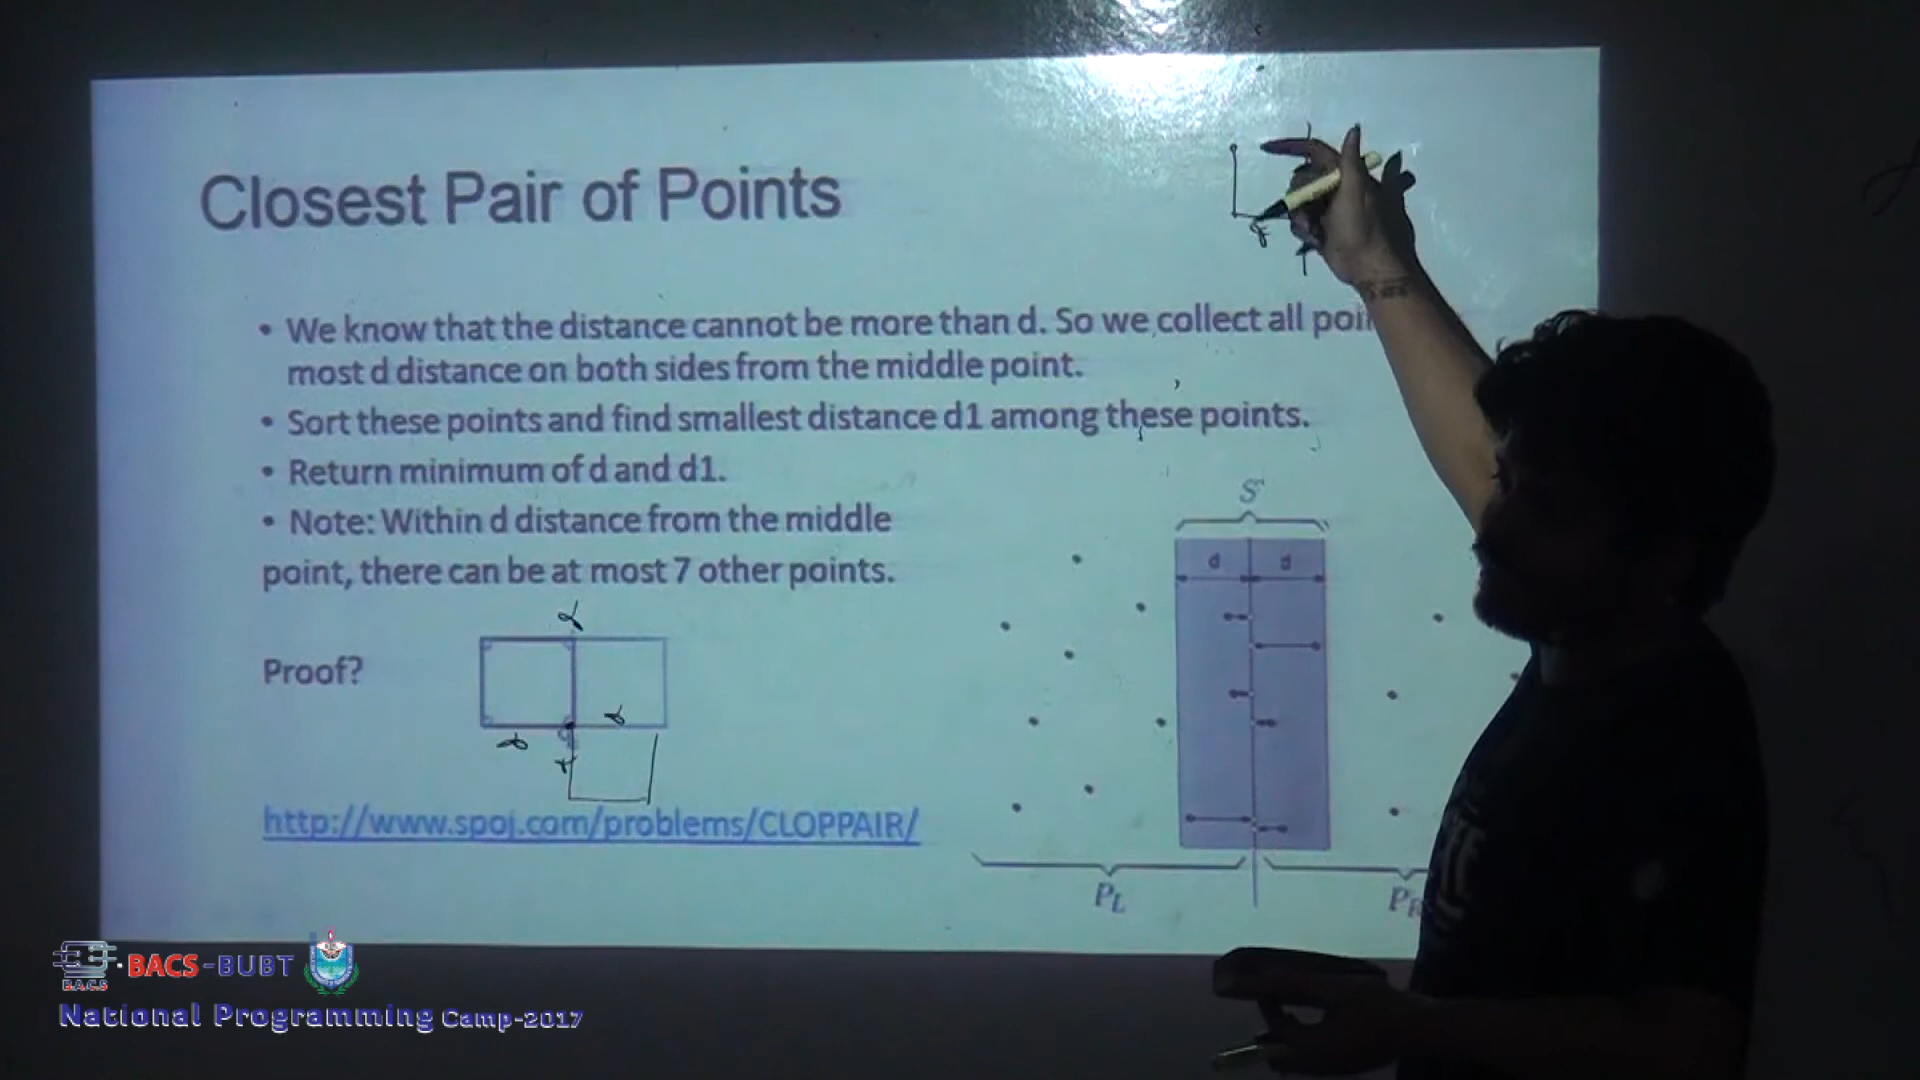 Closest Pair of Points
• We know that the distance cannot be more than d. So we collect all
most d distance on both sides from the middle point.
• Sort these points and find smallest distance d1 among these points.
• Return minimum of d and d1.
• Note: Within d distance from the middle
point, there can be at most 7 other points.
Proof?
http://www.spoj.com/problems/CLOPPAIR/
S
d d
PL
PR
B.A.C.S
BACS-BUBT
National Programming Camp-2017